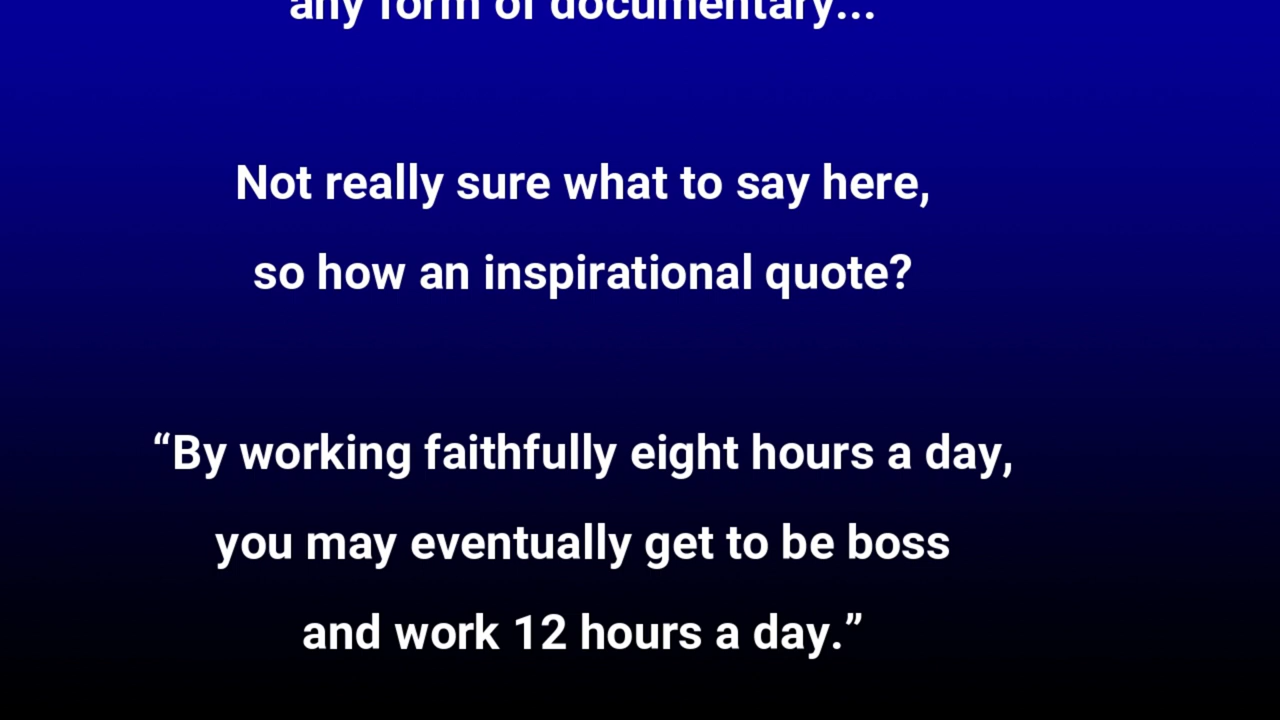 any form of documentary...
Not really sure what to say here,
so how an inspirational quote?
“By working faithfully eight hours a day,
you may eventually get to be boss
and work 12 hours a day.”